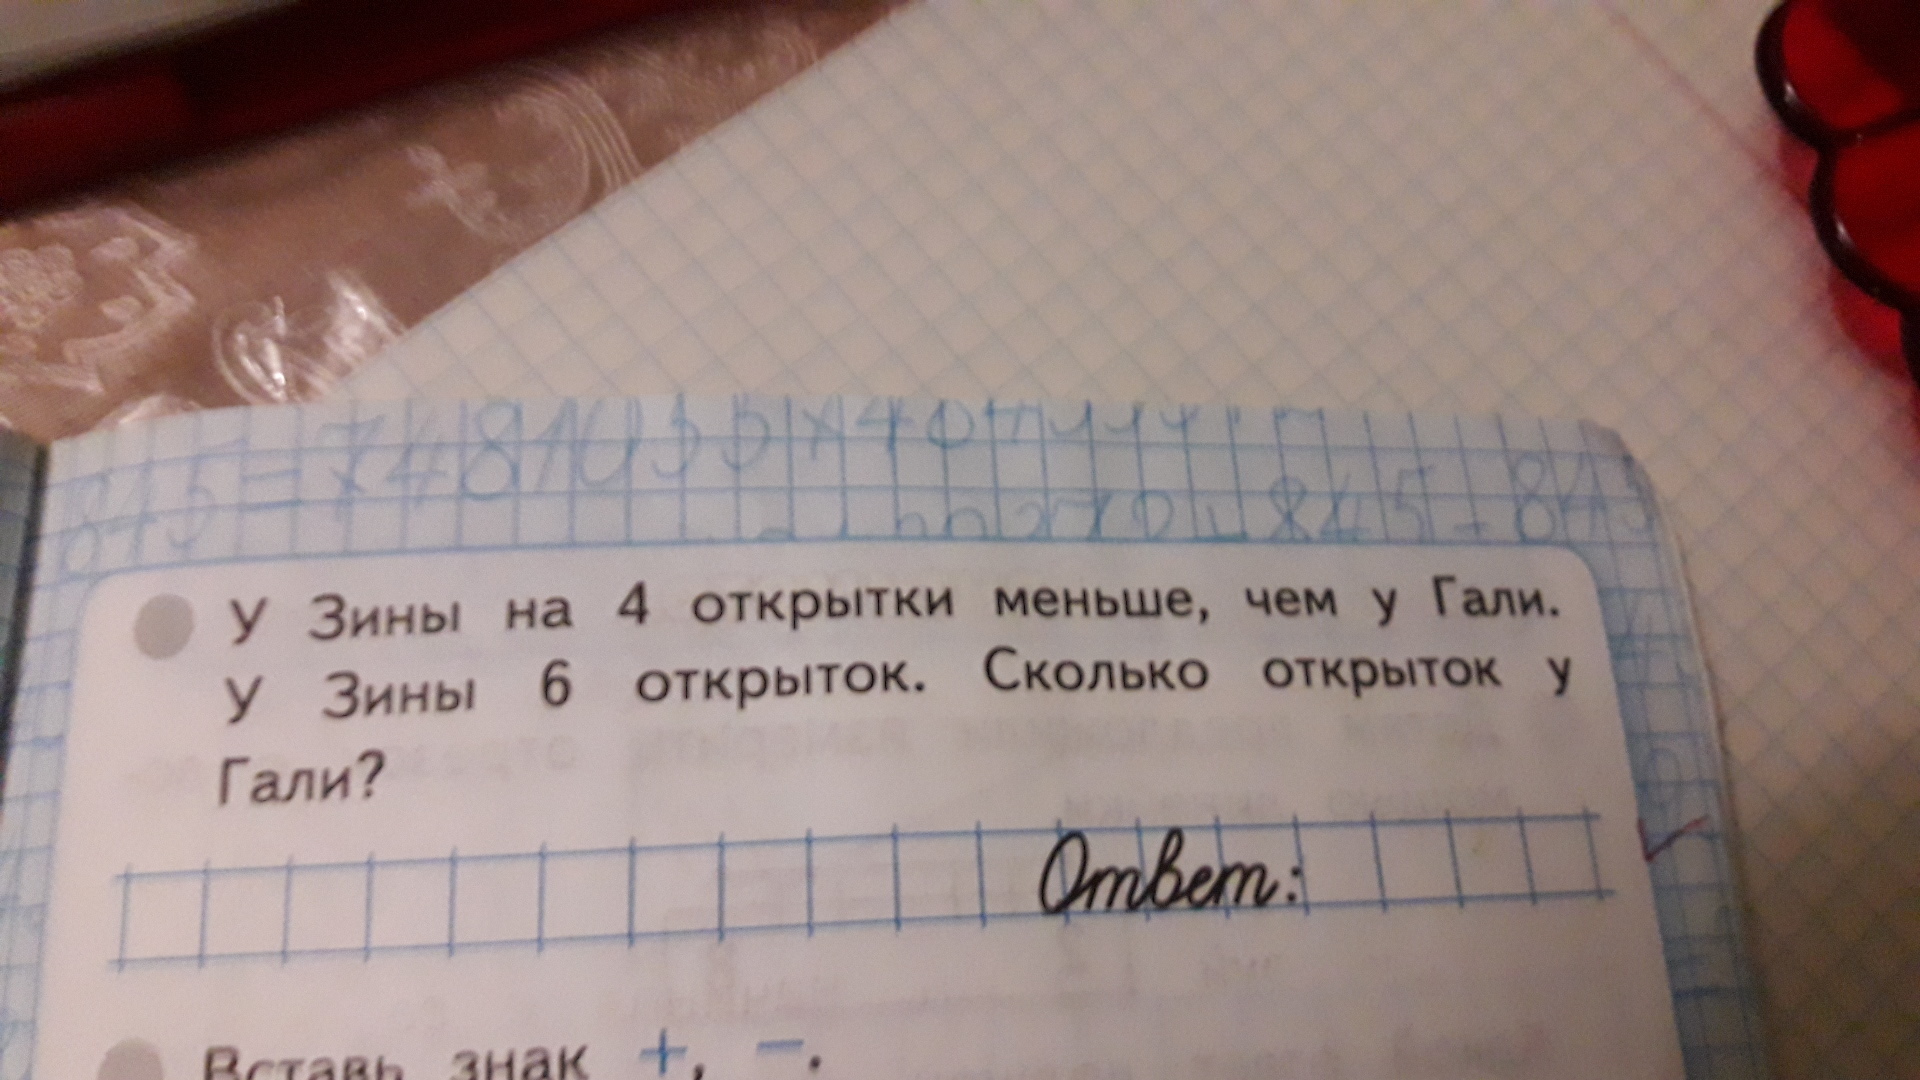 У Зины на 4 открытки меньше, чем у Гали.
У Зины 6 открыток. Сколько открыток у
Гали?
Ответ:
Вставь знак +, −.